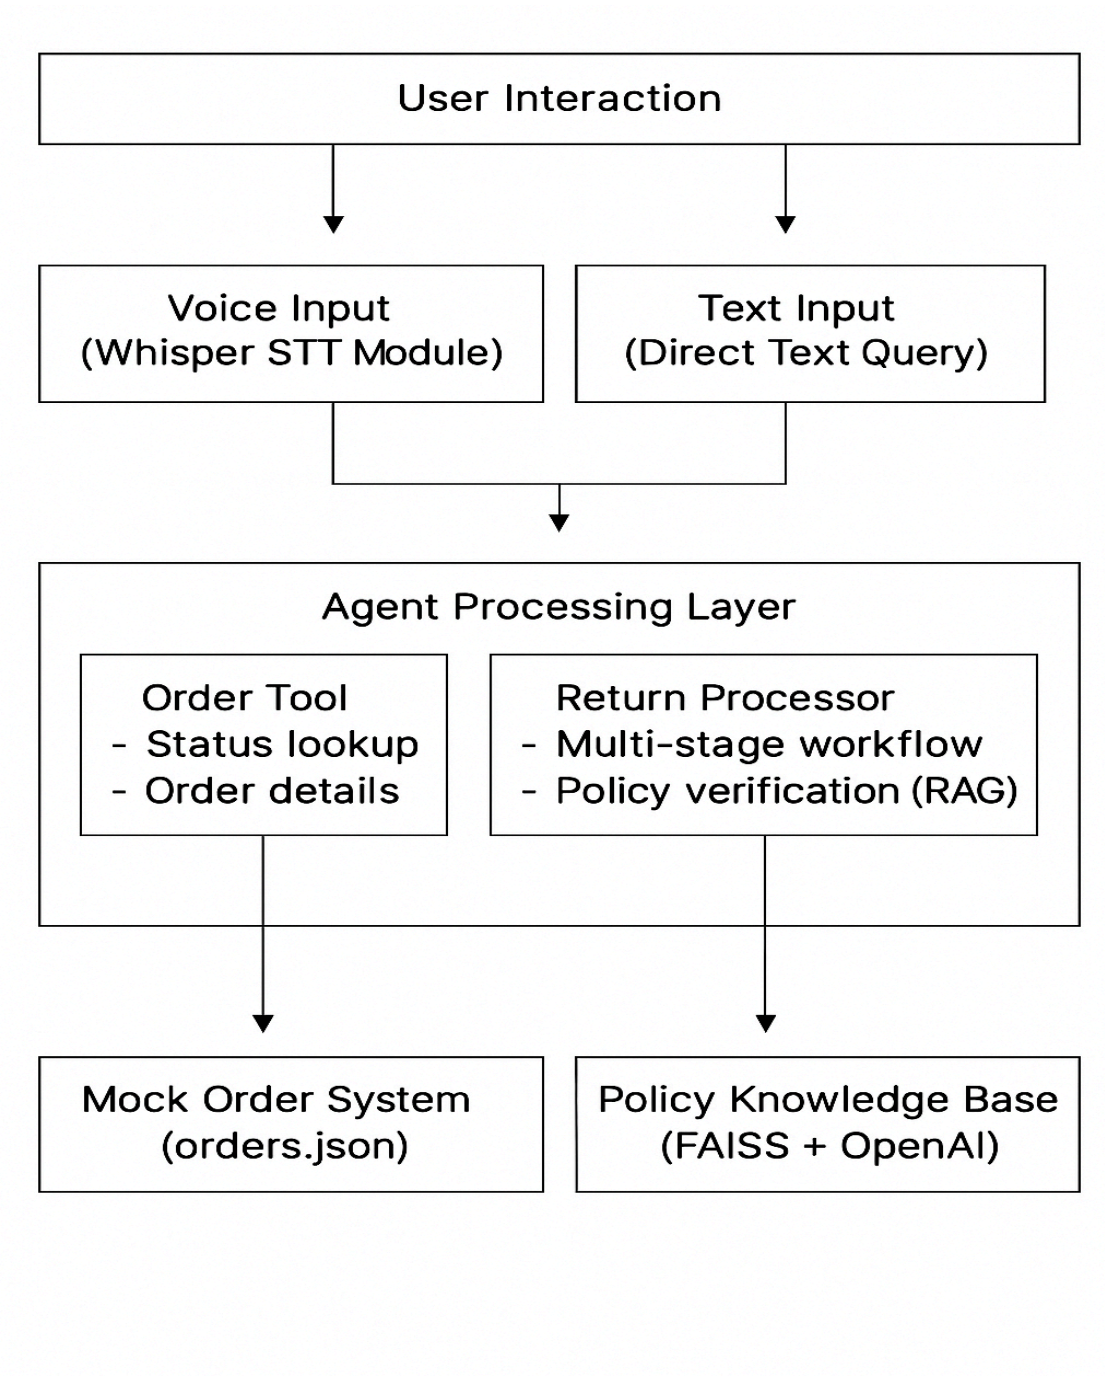 User Interaction
Voice Input
(Whisper STT Module)
Text Input
(Direct Text Query)
Agent Processing Layer
Order Tool
- Status lookup
- Order details
Return Processor
- Multi-stage workflow
- Policy verification (RAG)
Mock Order System
(orders.json)
Policy Knowledge Base
(FAISS + OpenAI)